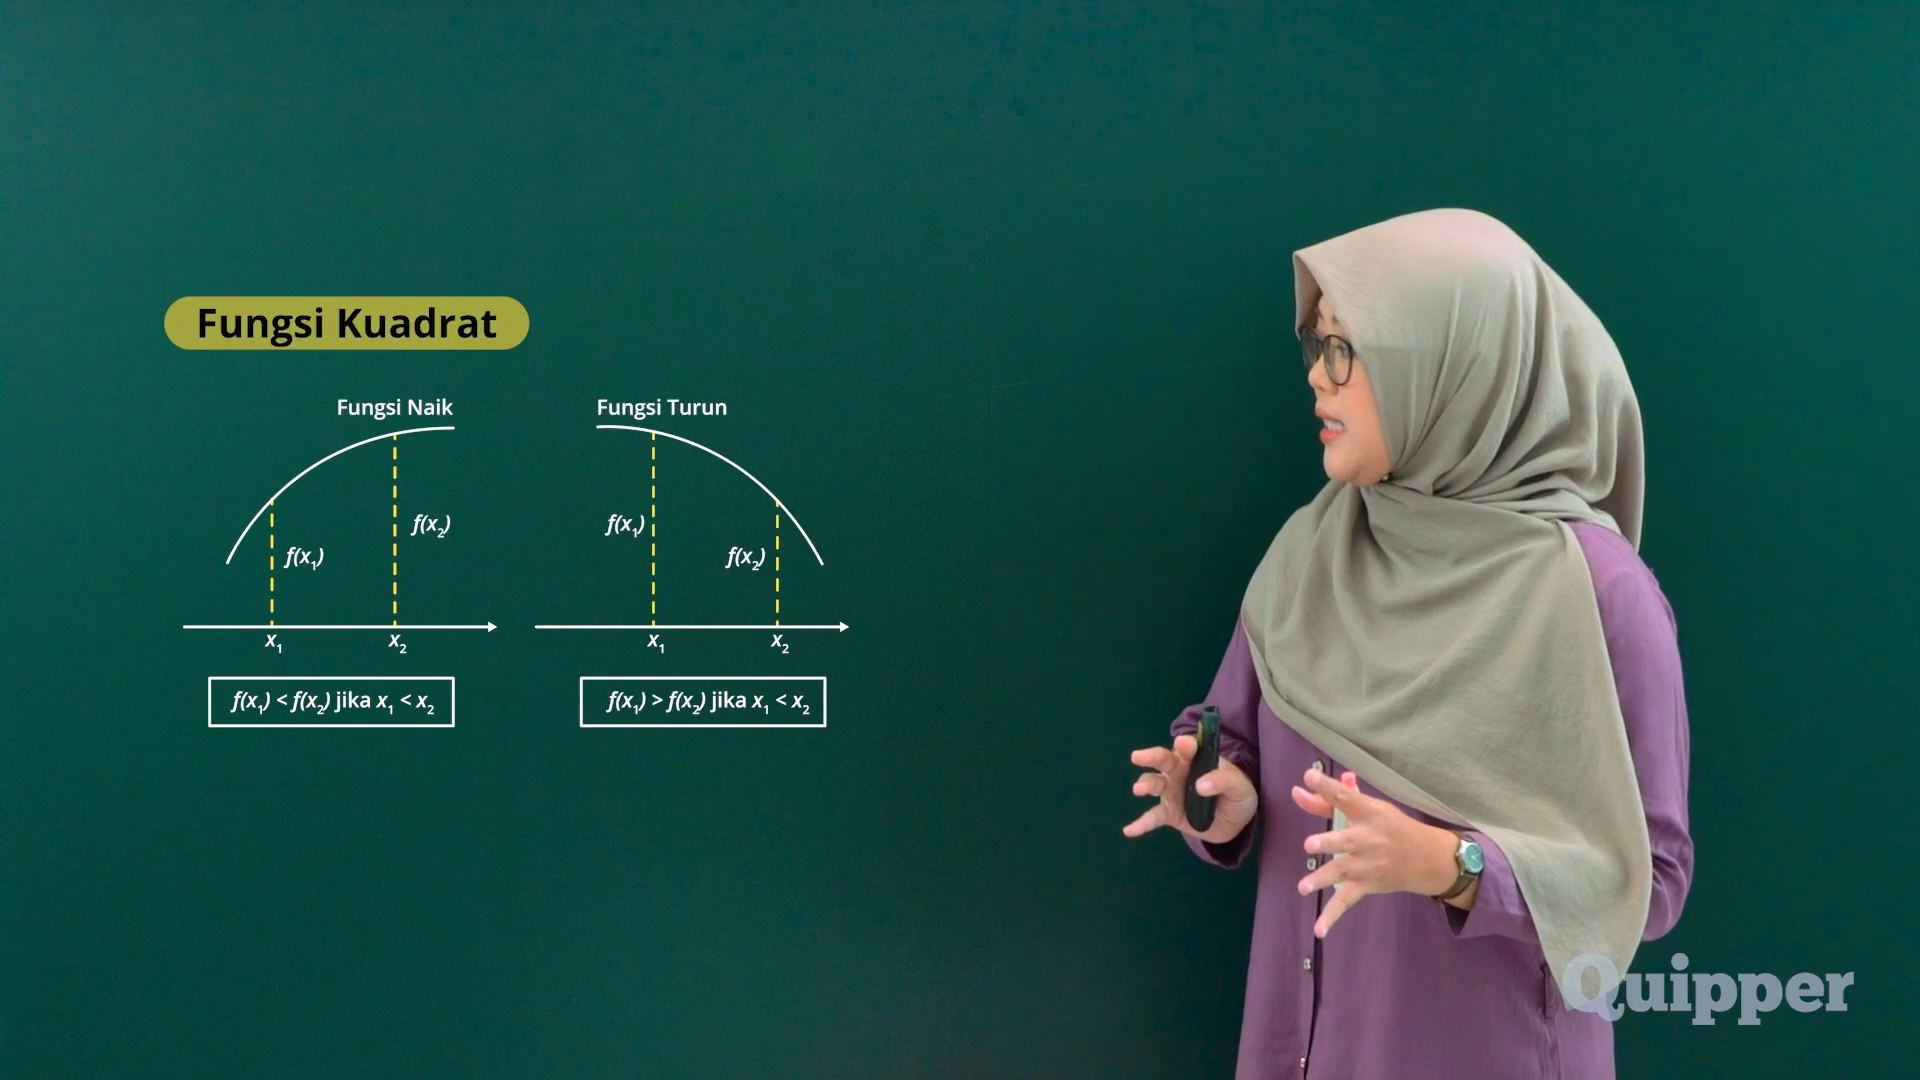 Fungsi Kuadrat
Fungsi Naik
f(x₁)
f(x₂)
x₁ x₂
f(x₁) < f(x₂) jika x₁ < x₂
Fungsi Turun
f(x₁)
f(x₂)
x₁ x₂
f(x₁) > f(x₂) jika x₁ < x₂
Quipper